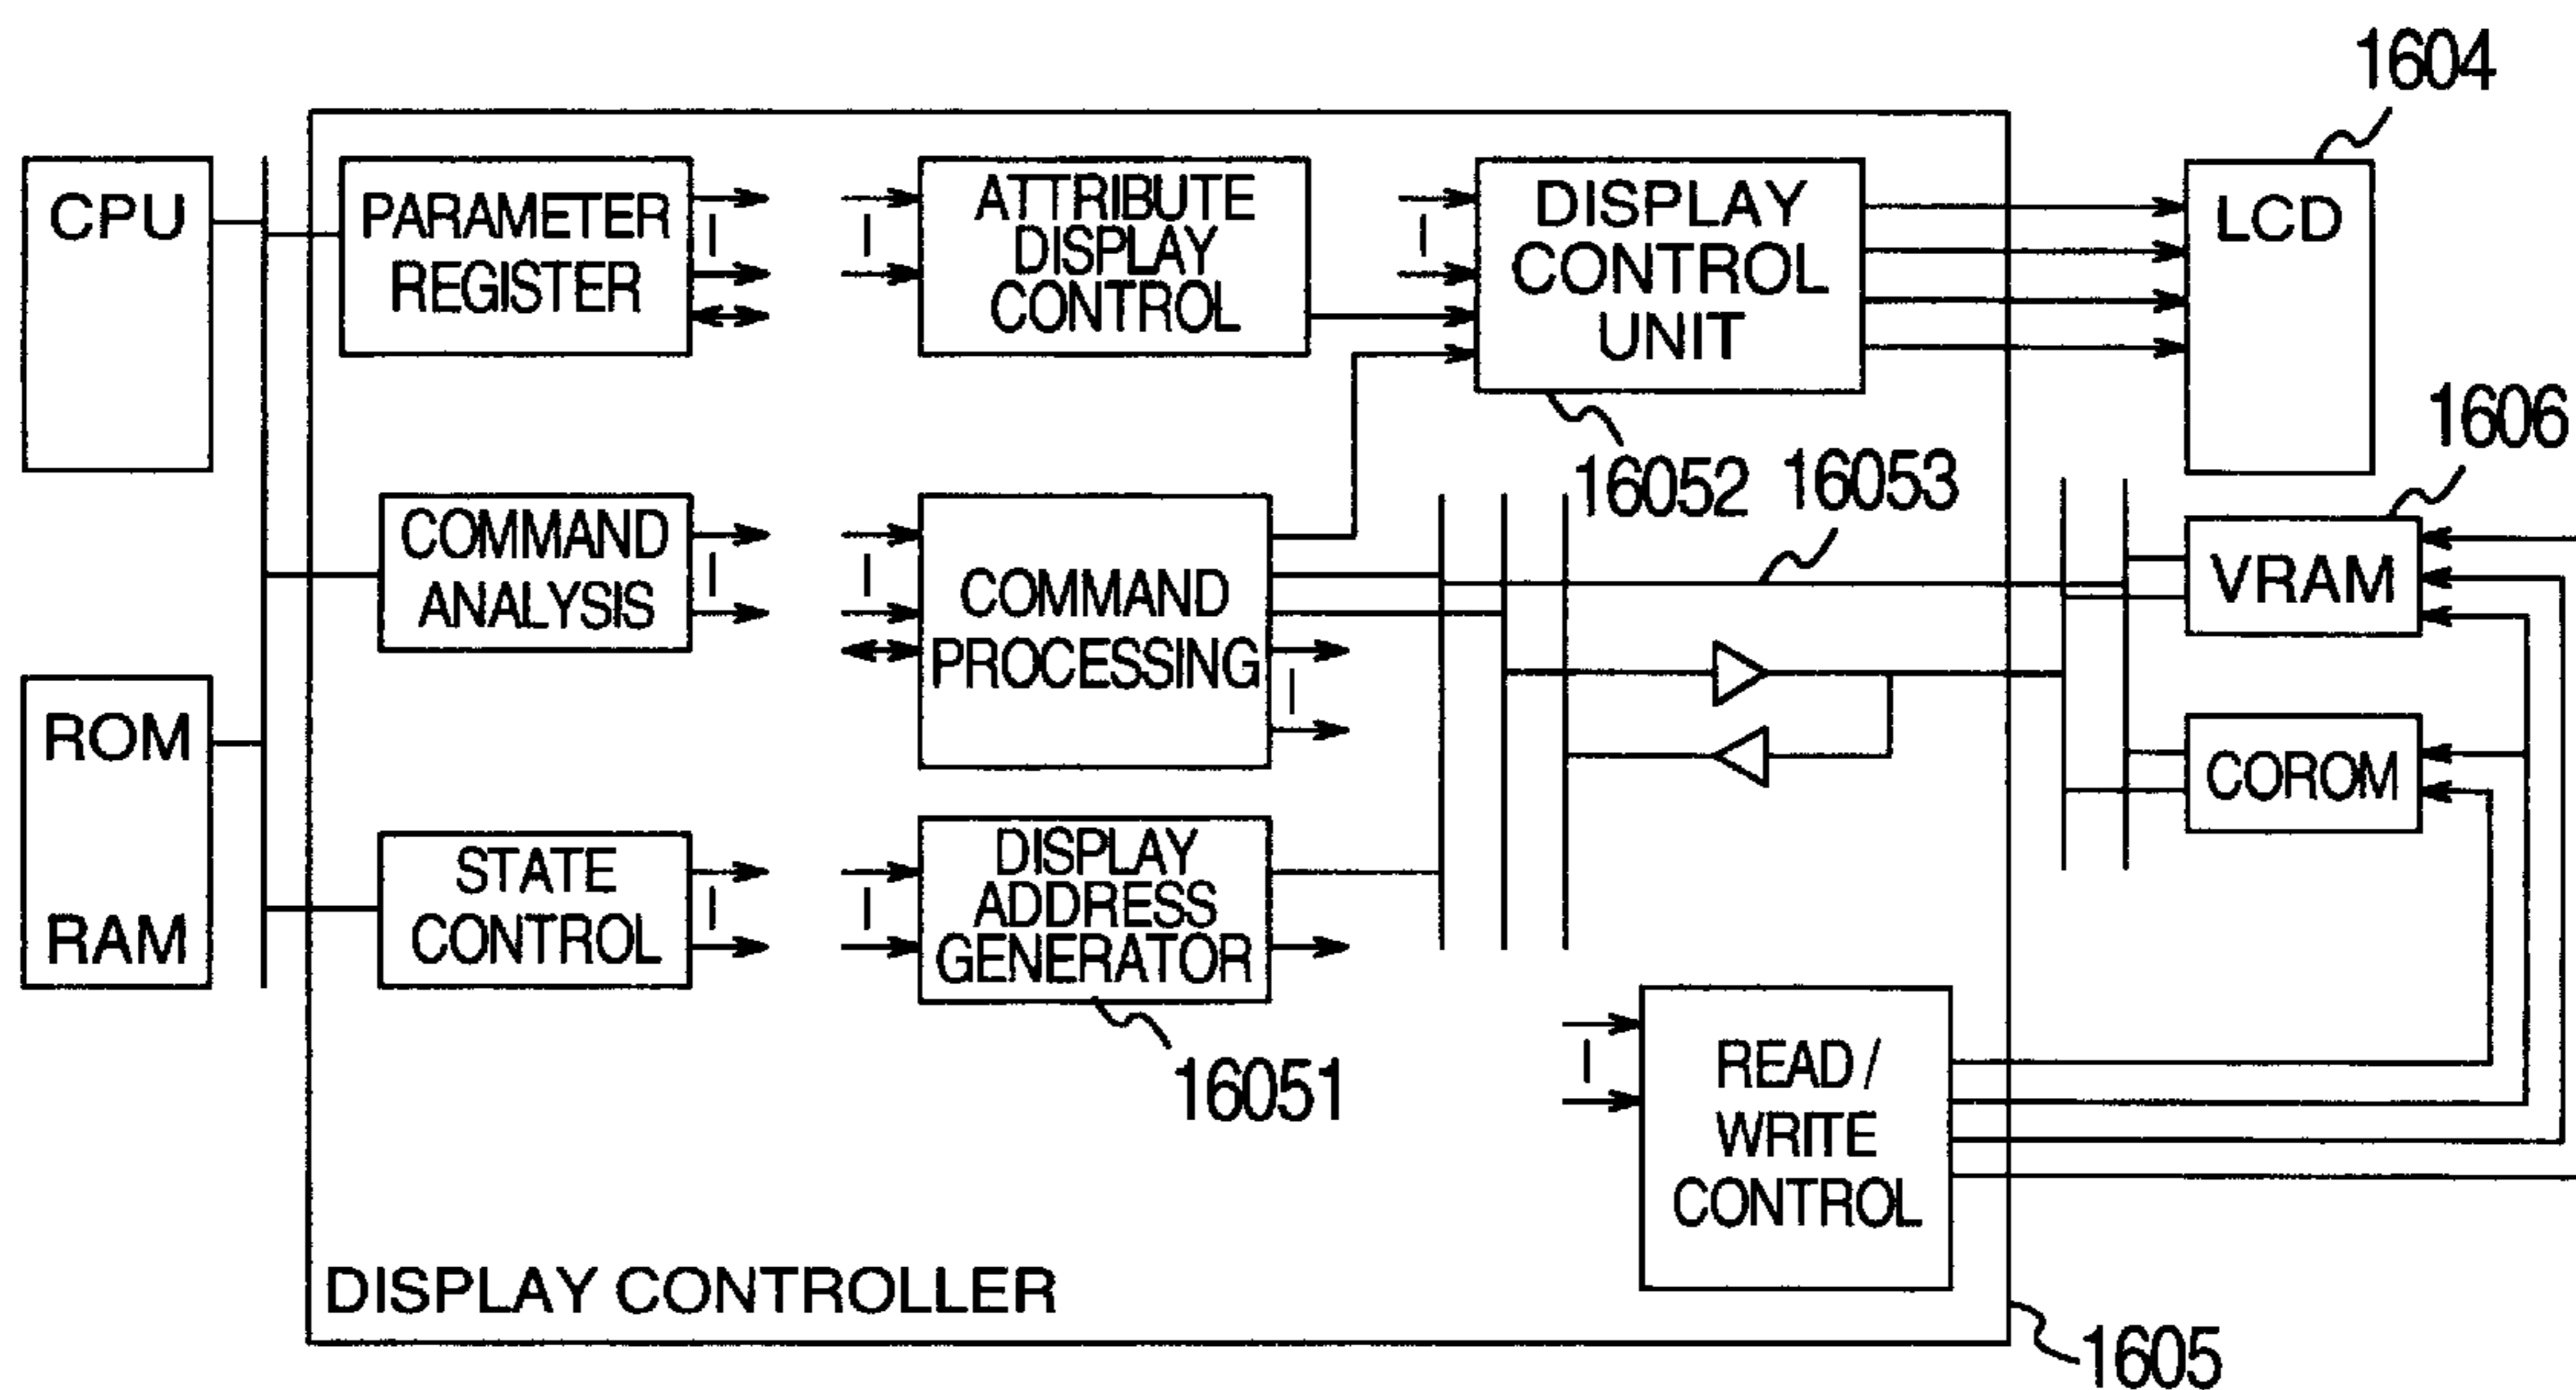 1604
CPU
PARAMETER
REGISTER
ATTRIBUTE
DISPLAY
CONTROL
DISPLAY
CONTROL
UNIT
LCD
1606
16052
16053
COMMAND
ANALYSIS
COMMAND
PROCESSING
VRAM
ROM
RAM
COROM
STATE
CONTROL
DISPLAY
ADDRESS
GENERATOR
16051
READ /
WRITE
CONTROL
DISPLAY CONTROLLER
1605